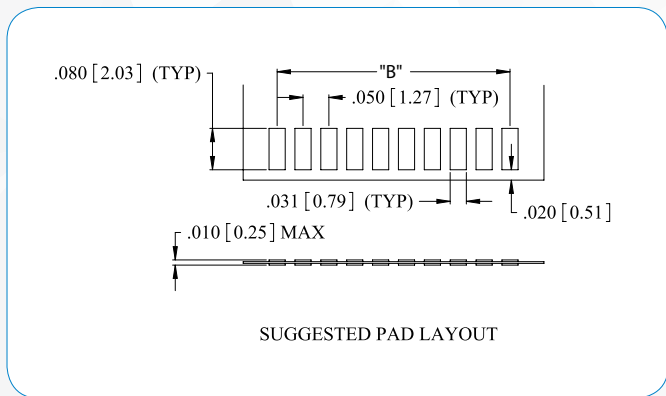 "B"
.080 [2.03] (TYP)
.050 [1.27] (TYP)
.031 [0.79] (TYP)
.020 [0.51]
.010 [0.25] MAX
SUGGESTED PAD LAYOUT